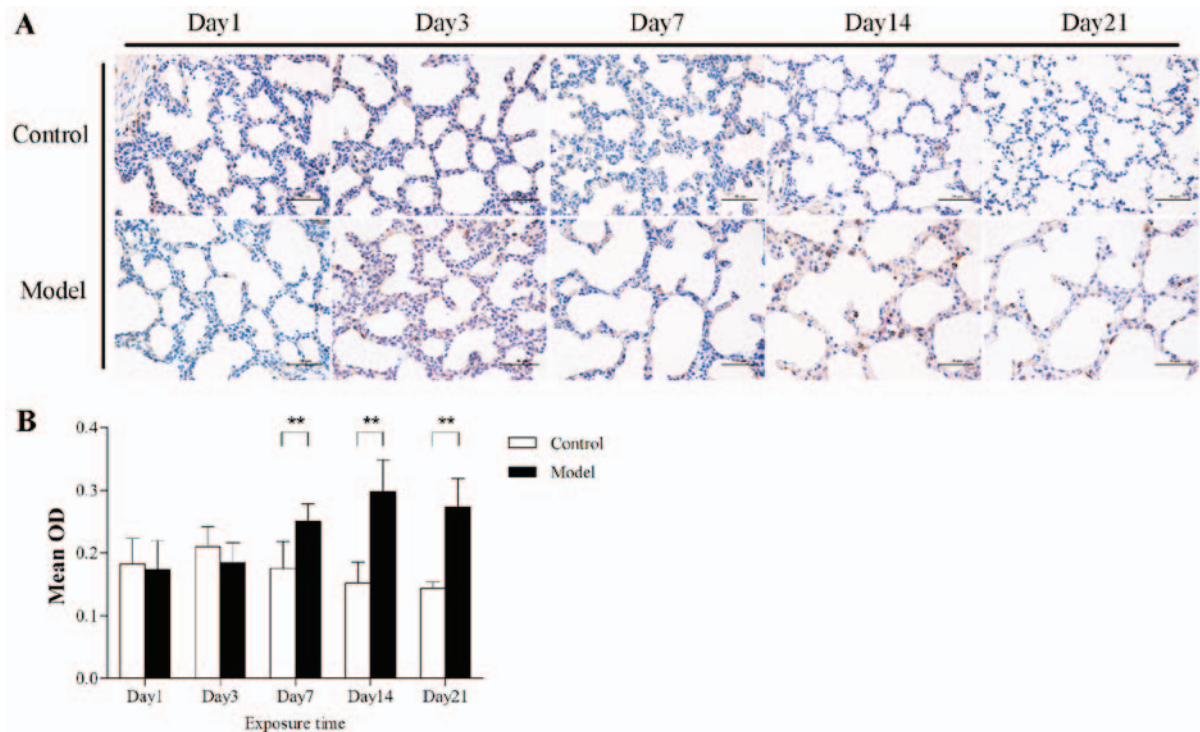 A Day1 Day3 Day7 Day14 Day21
Control
Model
B
0.4
0.3
0.2
0.1
0.0
Mean OD
** ** **
Control
Model
Day1 Day3 Day7 Day14 Day21
Exposure time